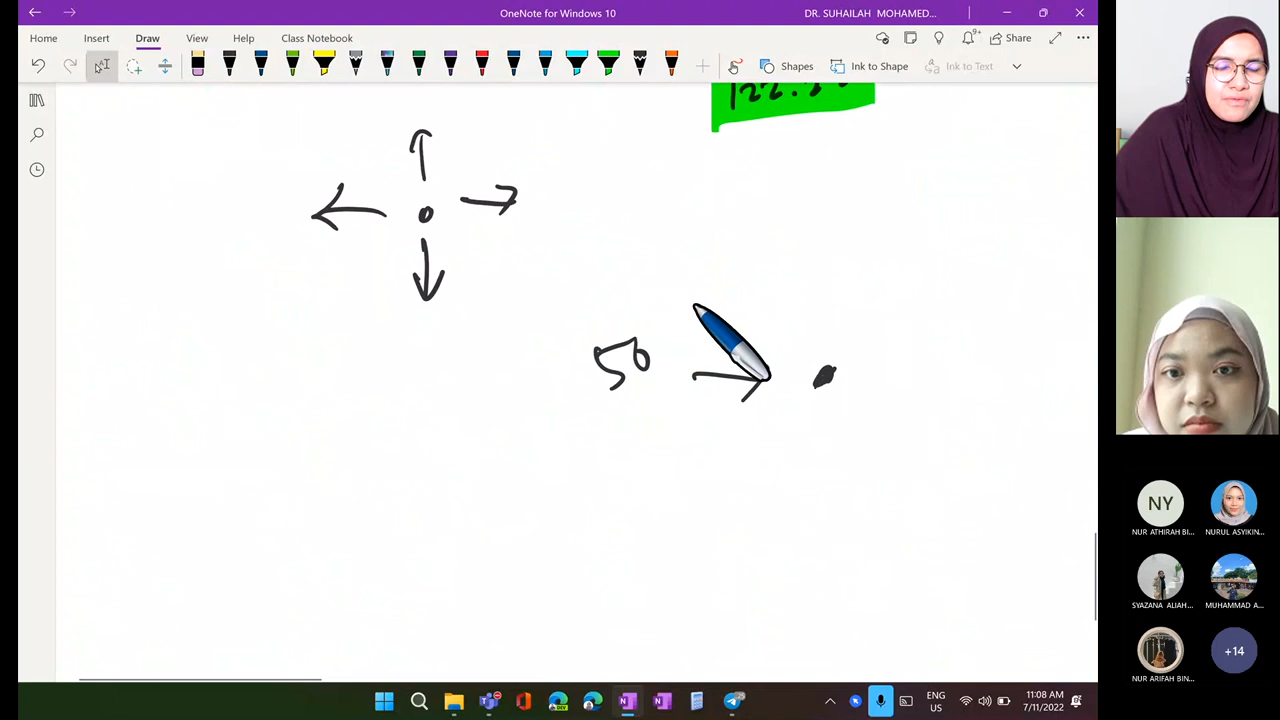 OneNote for Windows 10
DR. SUHAILAH MOHAMED...
Home Insert Draw View Help Class Notebook
9+ Share
Shapes Ink to Shape Ink to Text
50
NY
NUR ATHIRAH BI...
NURUL ASYIKIN...
SYAZANA ALIAH...
MUHAMMAD A...
NUR ARIFAH BIN...
+14
DEV
ENG
US
11:08 AM
7/11/2022